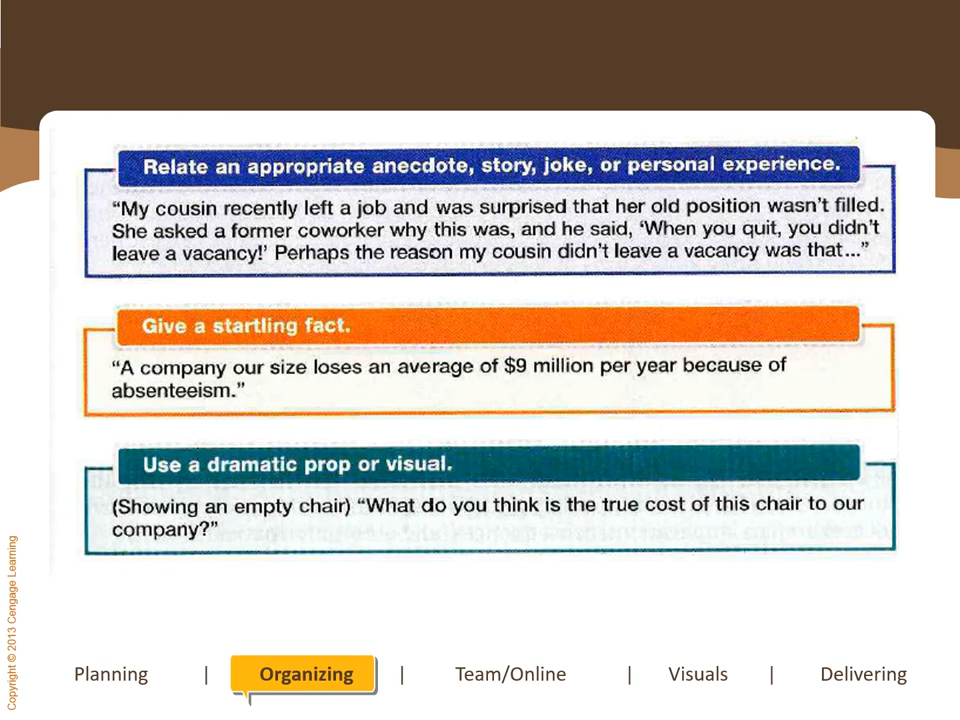 Relate an appropriate anecdote, story, joke, or personal experience.
“My cousin recently left a job and was surprised that her old position wasn’t filled.
She asked a former coworker why this was, and he said, ‘When you quit, you didn’t
leave a vacancy!’ Perhaps the reason my cousin didn’t leave a vacancy was that...”
Give a startling fact.
“A company our size loses an average of $9 million per year because of
absenteeism.”
Use a dramatic prop or visual.
(Showing an empty chair) “What do you think is the true cost of this chair to our
company?”
Copyright © 2013 Cengage Learning
Planning | Organizing | Team/Online | Visuals | Delivering